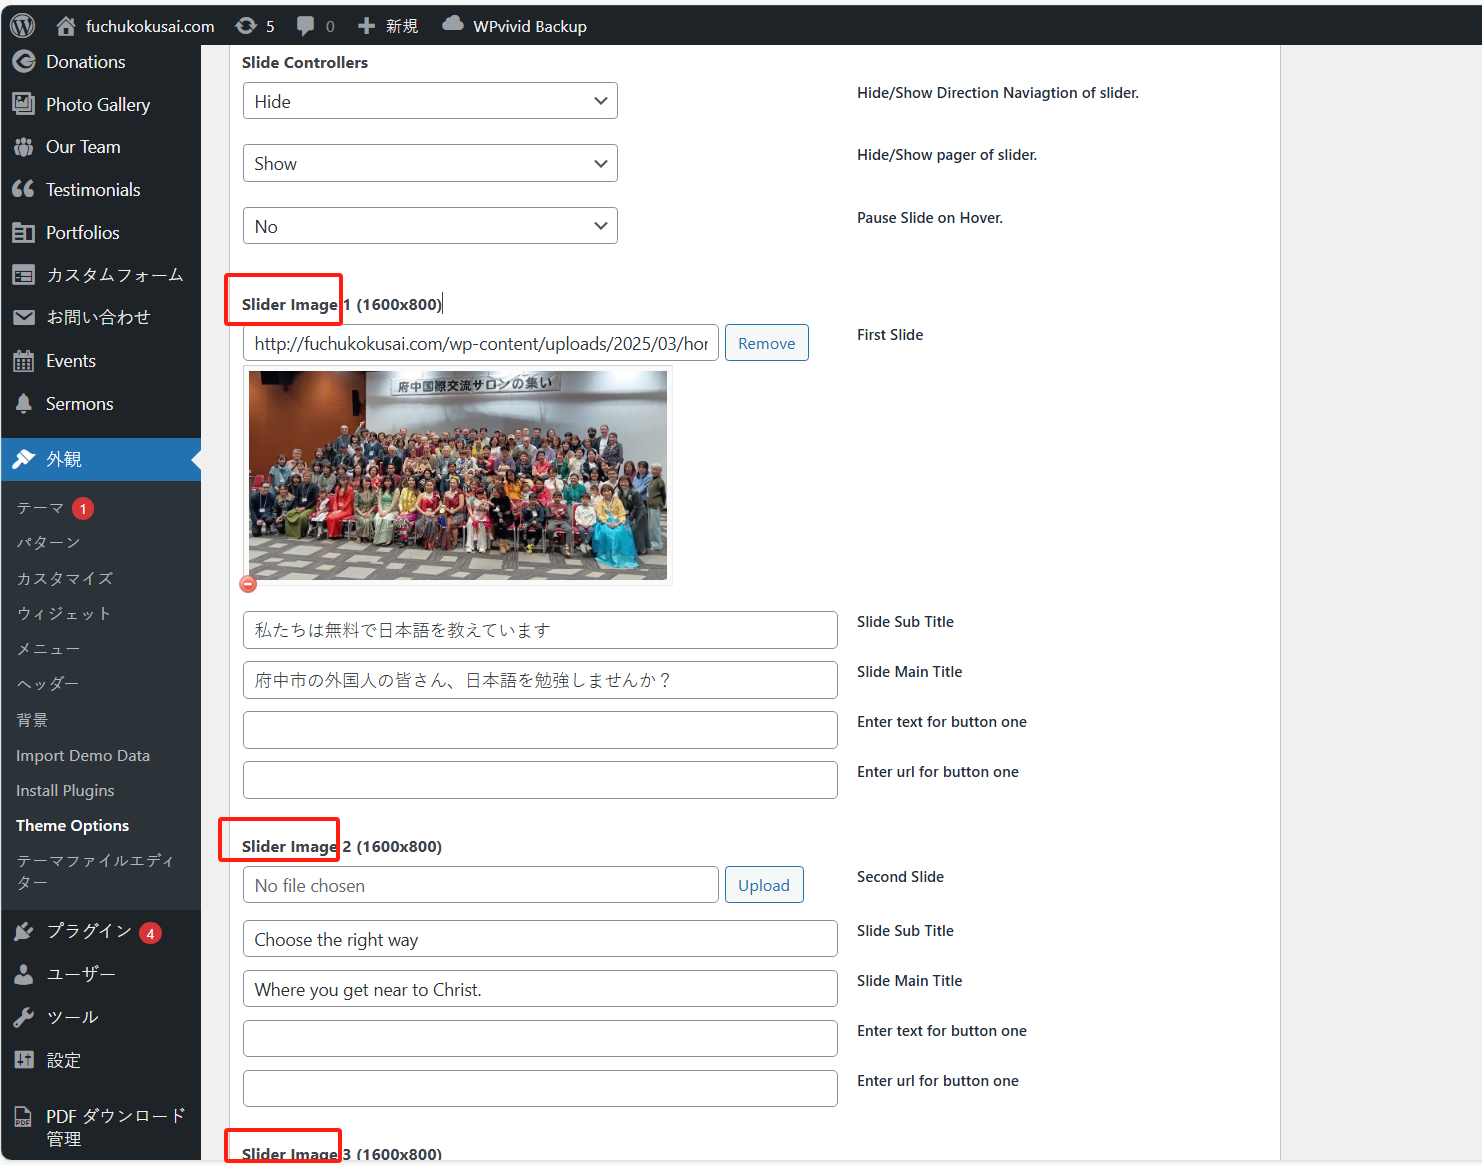 fuchukokusai.com 5 0 新規 WPvivid Backup
Donations
Photo Gallery
Our Team
Testimonials
Portfolios
カスタムフォーム
お問い合わせ
Events
Sermons
外観
テーマ 1
パターン
カスタマイズ
ウィジェット
メニュー
ヘッダー
背景
Import Demo Data
Install Plugins
Theme Options
テーマファイルエディ
ター
プラグイン 4
ユーザー
ツール
設定
PDF ダウンロード
管理
Slide Controllers
Hide
Hide/Show Direction Naviagtion of slider.
Show
Hide/Show pager of slider.
No
Pause Slide on Hover.
Slider Image 1 (1600x800)
http://fuchukokusai.com/wp-content/uploads/2025/03/hor
Remove
First Slide
府中国際交流サロンの集い
私たちは無料で日本語を教えています
Slide Sub Title
府中市の外国人の皆さん、日本語を勉強しませんか？
Slide Main Title
Enter text for button one
Enter url for button one
Slider Image 2 (1600x800)
No file chosen
Upload
Second Slide
Choose the right way
Slide Sub Title
Where you get near to Christ.
Slide Main Title
Enter text for button one
Enter url for button one
Slider Image 3 (1600x800)